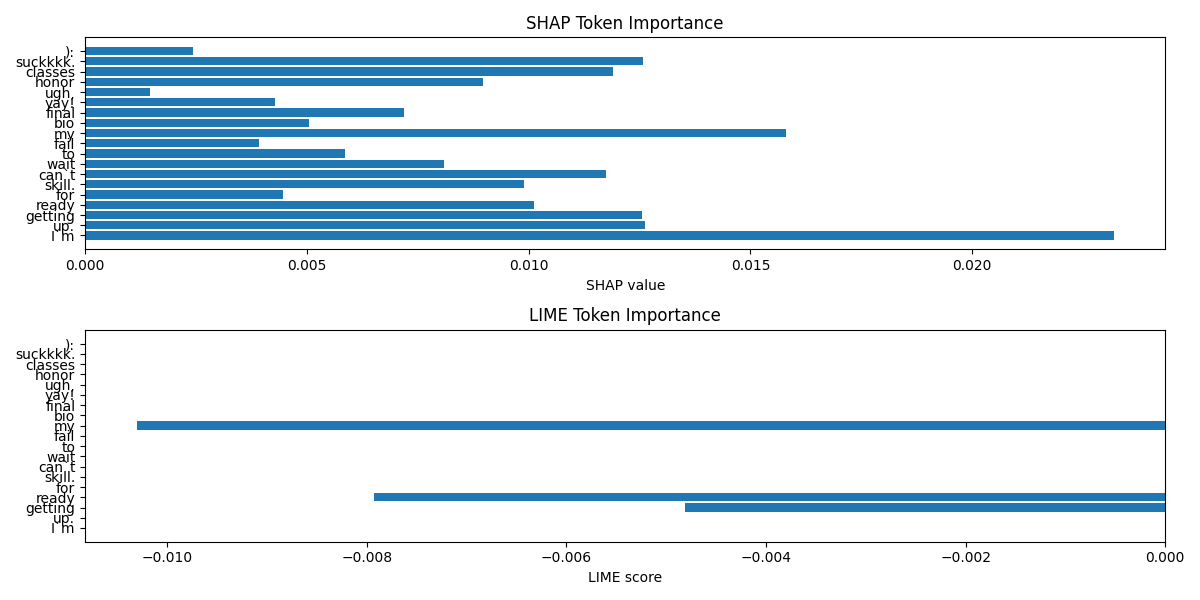 SHAP Token Importance
):
suckkkk.
classes
honor
ugh,
yay!
final
bio
my
fail
to
wait
can`t
skill.
for
ready
getting
up.
I`m
0.000 0.005 0.010 0.015 0.020
SHAP value
LIME Token Importance
):
suckkkk.
classes
honor
ugh,
yay!
final
bio
my
fail
to
wait
can`t
skill.
for
ready
getting
up.
I`m
−0.010 −0.008 −0.006 −0.004 −0.002 0.000
LIME score